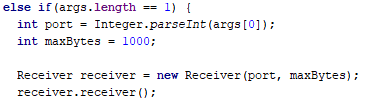 else if(args.length == 1) {
int port = Integer.parseInt(args[0]);
int maxBytes = 1000;
Receiver receiver = new Receiver(port, maxBytes);
receiver.receiver();